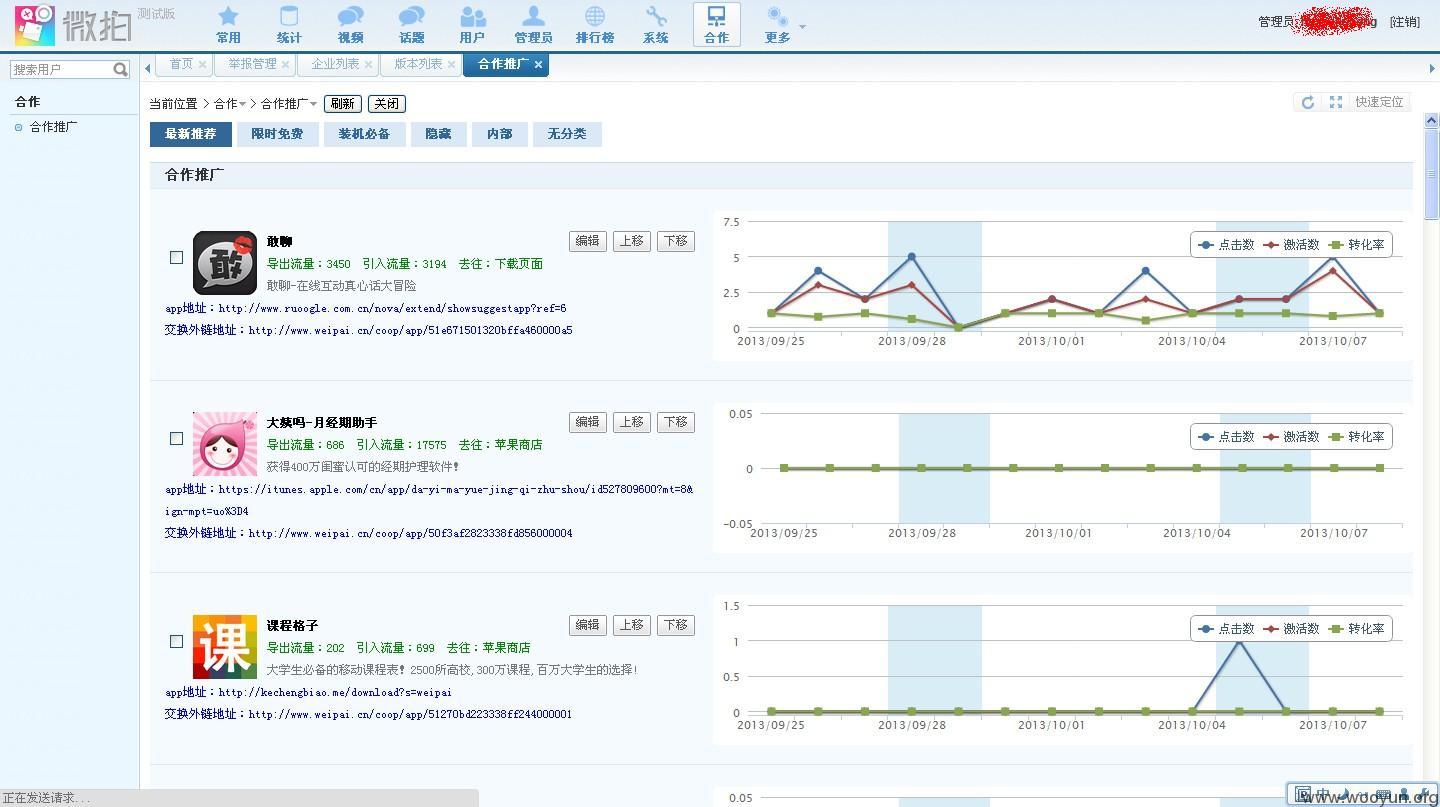 微拍 测试版
常用 统计 视频 话题 用户 管理员 排行榜 系统 合作 更多
管理员 [注销]
搜索用户
首页 举报管理 企业列表 版本列表 合作推广
合作
合作推广
当前位置 > 合作 > 合作推广 刷新 关闭
快速定位
最新推荐 限时免费 装机必备 隐藏 内部 无分类
合作推广
敢聊
编辑 上移 下移
导出流量：3450 引入流量：3194 去往：下载页面
敢聊-在线互动真心话大冒险
app地址：http://www.ruoogle.com.cn/nova/extend/showsuggestapp?ref=6
交换外链地址：http://www.weipai.cn/coop/app/51e671501320bffa460000a5
敢
点击数 激活数 转化率
7.5
5
2.5
0
2013/09/25 2013/09/28 2013/10/01 2013/10/04 2013/10/07
大姨吗-月经期助手
编辑 上移 下移
导出流量：686 引入流量：17575 去往：苹果商店
获得400万闺蜜认可的经期护理软件！
app地址：https://itunes.apple.com/cn/app/da-yi-ma-yue-jing-qi-zhu-shou/id527809600?mt=8&
ign-mpt=uo%3D4
交换外链地址：http://www.weipai.cn/coop/app/50f3af2823338fd856000004
点击数 激活数 转化率
0.05
0
-0.05
2013/09/25 2013/09/28 2013/10/01 2013/10/04 2013/10/07
课程格子
编辑 上移 下移
导出流量：202 引入流量：699 去往：苹果商店
大学生必备的移动课程表！2500所高校,300万课程,百万大学生的选择!
app地址：http://kechengbiao.me/download?s=weipai
交换外链地址：http://www.weipai.cn/coop/app/51270bd223338ff244000001
课
点击数 激活数 转化率
1.5
1
0.5
0
2013/09/25 2013/09/28 2013/10/01 2013/10/04 2013/10/07
0.05
正在发送请求...
www.wooyun.org